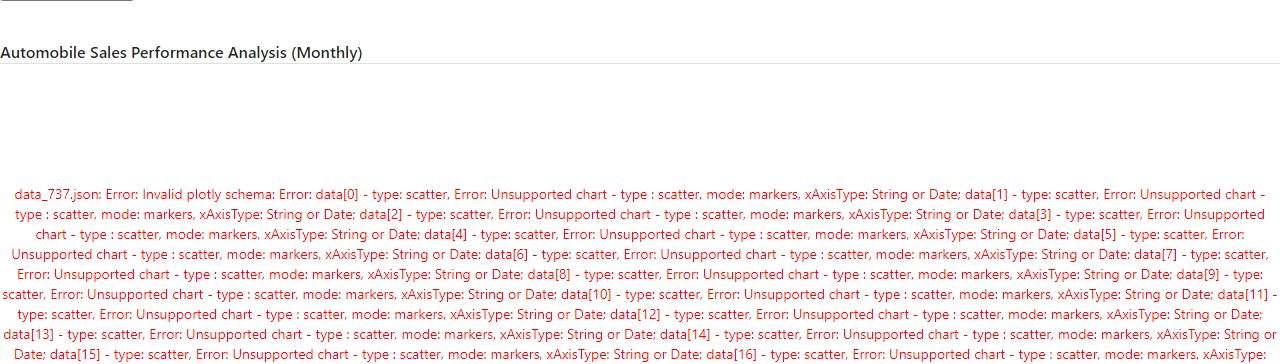 Automobile Sales Performance Analysis (Monthly)
data_737.json: Error: Invalid plotly schema: Error: data[0] - type: scatter, Error: Unsupported chart - type : scatter, mode: markers, xAxisType: String or Date; data[1] - type: scatter, Error: Unsupported chart -
type : scatter, mode: markers, xAxisType: String or Date; data[2] - type: scatter, Error: Unsupported chart - type : scatter, mode: markers, xAxisType: String or Date; data[3] - type: scatter, Error: Unsupported
chart - type : scatter, mode: markers, xAxisType: String or Date; data[4] - type: scatter, Error: Unsupported chart - type : scatter, mode: markers, xAxisType: String or Date; data[5] - type: scatter, Error:
Unsupported chart - type : scatter, mode: markers, xAxisType: String or Date; data[6] - type: scatter, Error: Unsupported chart - type : scatter, mode: markers, xAxisType: String or Date; data[7] - type: scatter,
Error: Unsupported chart - type : scatter, mode: markers, xAxisType: String or Date; data[8] - type: scatter, Error: Unsupported chart - type : scatter, mode: markers, xAxisType: String or Date; data[9] - type:
scatter, Error: Unsupported chart - type : scatter, mode: markers, xAxisType: String or Date; data[10] - type: scatter, Error: Unsupported chart - type : scatter, mode: markers, xAxisType: String or Date; data[11] -
type: scatter, Error: Unsupported chart - type : scatter, mode: markers, xAxisType: String or Date; data[12] - type: scatter, Error: Unsupported chart - type : scatter, mode: markers, xAxisType: String or Date;
data[13] - type: scatter, Error: Unsupported chart - type : scatter, mode: markers, xAxisType: String or Date; data[14] - type: scatter, Error: Unsupported chart - type : scatter, mode: markers, xAxisType: String or
Date; data[15] - type: scatter, Error: Unsupported chart - type : scatter, mode: markers, xAxisType: String or Date; data[16] - type: scatter, Error: Unsupported chart - type : scatter, mode: markers, xAxisType: